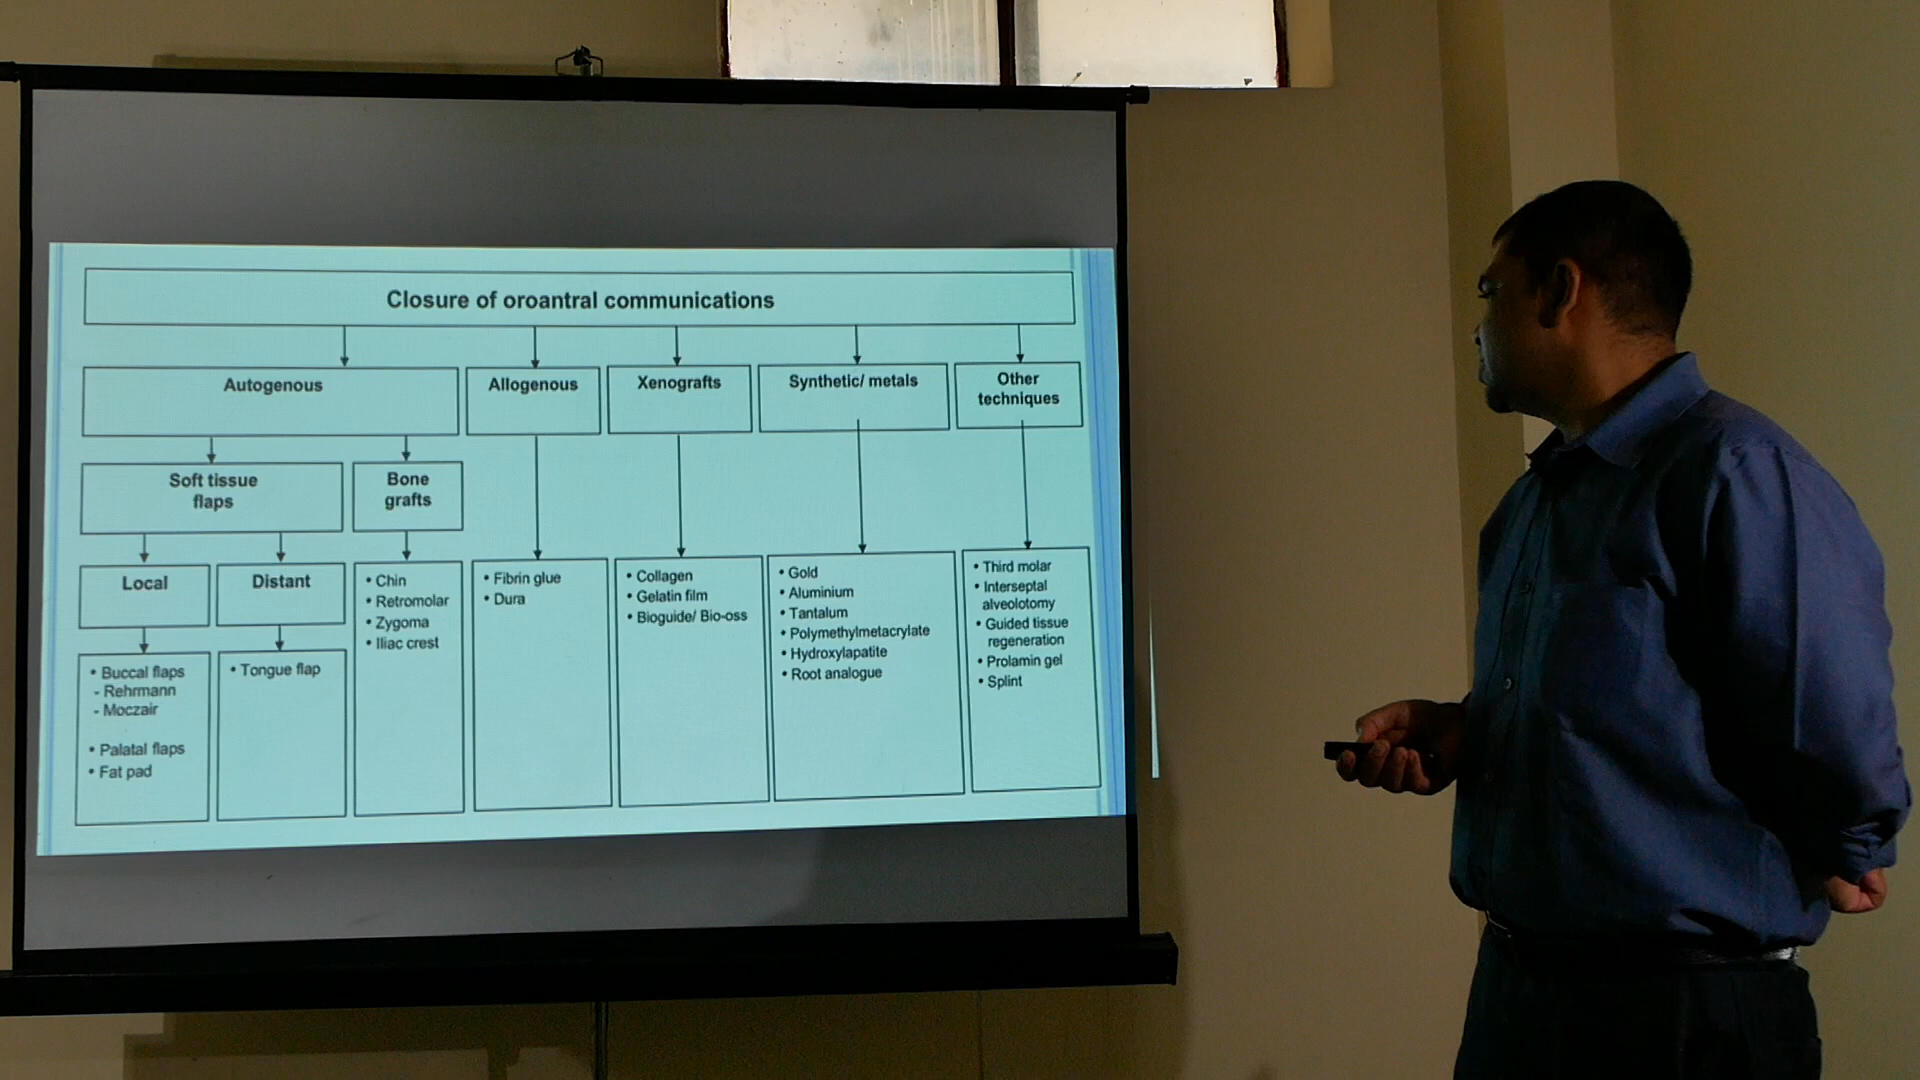 Closure of oroantral communications
Autogenous
Allogenous
Xenografts
Synthetic/ metals
Other
techniques
Soft tissue
flaps
Bone
grafts
Local
Distant
• Buccal flaps
- Rehrmann
- Moczair
• Palatal flaps
• Fat pad
• Tongue flap
• Chin
• Retromolar
• Zygoma
• Iliac crest
• Fibrin glue
• Dura
• Collagen
• Gelatin film
• Bioguide/ Bio-oss
• Gold
• Aluminium
• Tantalum
• Polymethylmetacrylate
• Hydroxylapatite
• Root analogue
• Third molar
• Interseptal
alveolotomy
• Guided tissue
regeneration
• Prolamin gel
• Splint